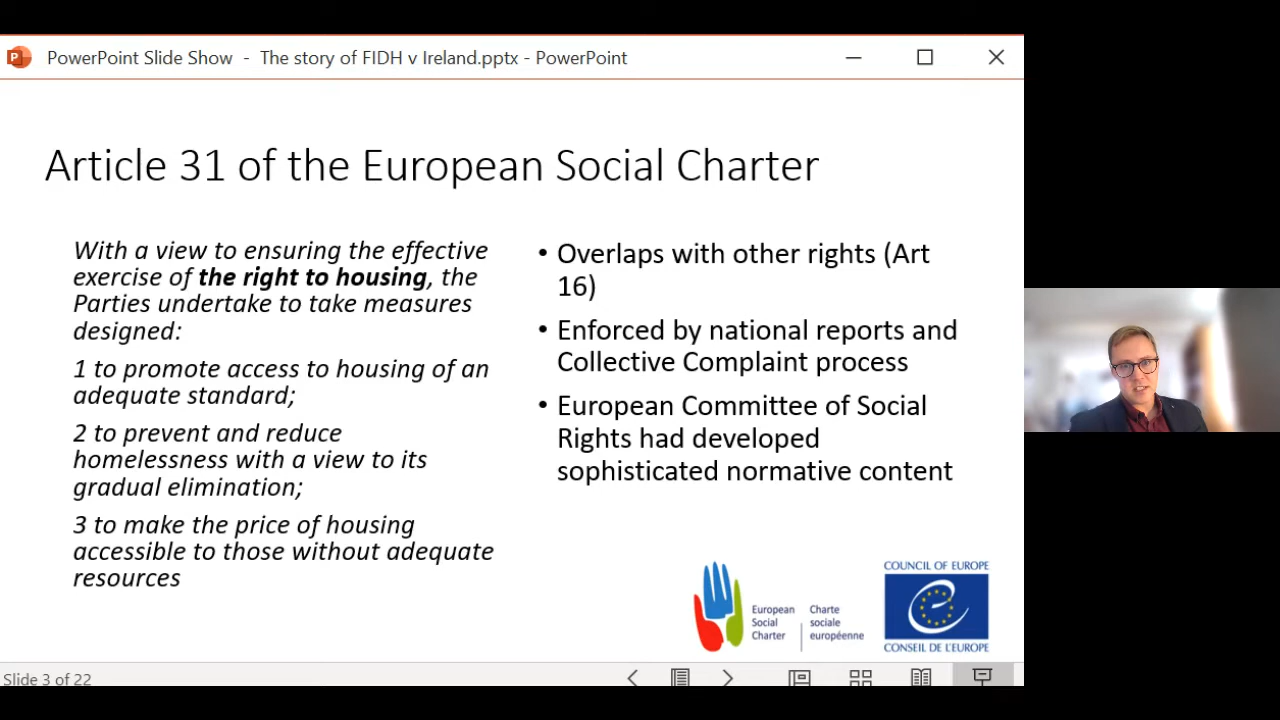 PowerPoint Slide Show - The story of FIDH v Ireland.pptx - PowerPoint
Article 31 of the European Social Charter
With a view to ensuring the effective
exercise of the right to housing, the
Parties undertake to take measures
designed:
1 to promote access to housing of an
adequate standard;
2 to prevent and reduce
homelessness with a view to its
gradual elimination;
3 to make the price of housing
accessible to those without adequate
resources
• Overlaps with other rights (Art
16)
• Enforced by national reports and
Collective Complaint process
• European Committee of Social
Rights had developed
sophisticated normative content
European
Social
Charter
Charte
sociale
européenne
COUNCIL OF EUROPE
CONSEIL DE L'EUROPE
Slide 3 of 22